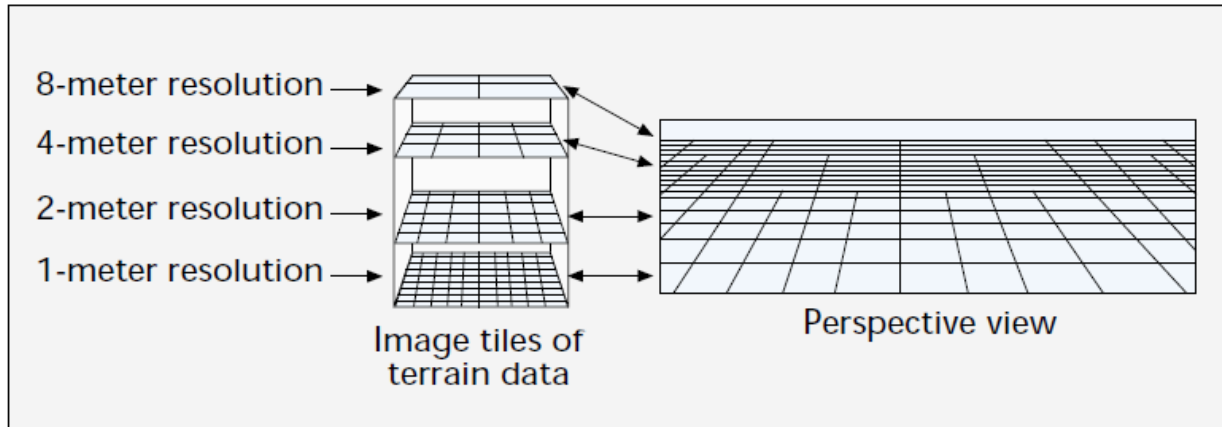 8-meter resolution
4-meter resolution
2-meter resolution
1-meter resolution
Image tiles of
terrain data
Perspective view